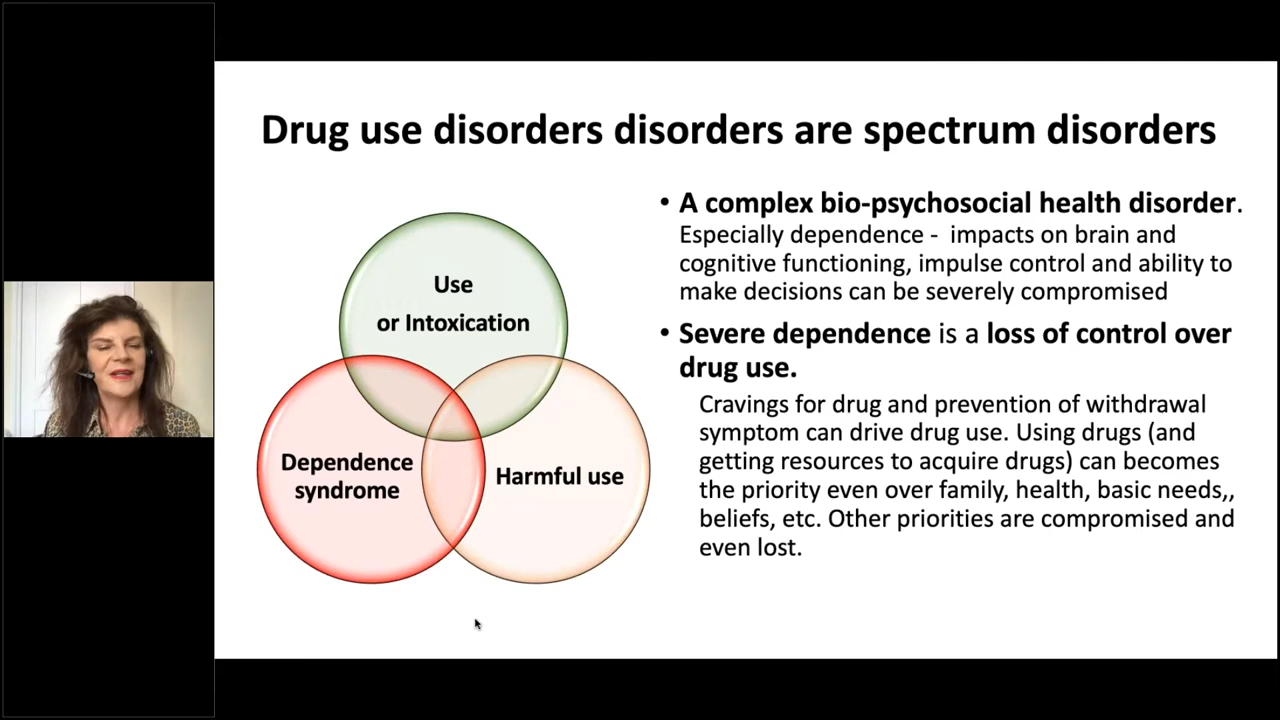 Drug use disorders disorders are spectrum disorders
Use
or Intoxication
Dependence
syndrome
Harmful use
• A complex bio-psychosocial health disorder.
Especially dependence -  impacts on brain and
cognitive functioning, impulse control and ability to
make decisions can be severely compromised
• Severe dependence is a loss of control over
drug use.
Cravings for drug and prevention of withdrawal
symptom can drive drug use. Using drugs (and
getting resources to acquire drugs) can becomes
the priority even over family, health, basic needs,,
beliefs, etc. Other priorities are compromised and
even lost.